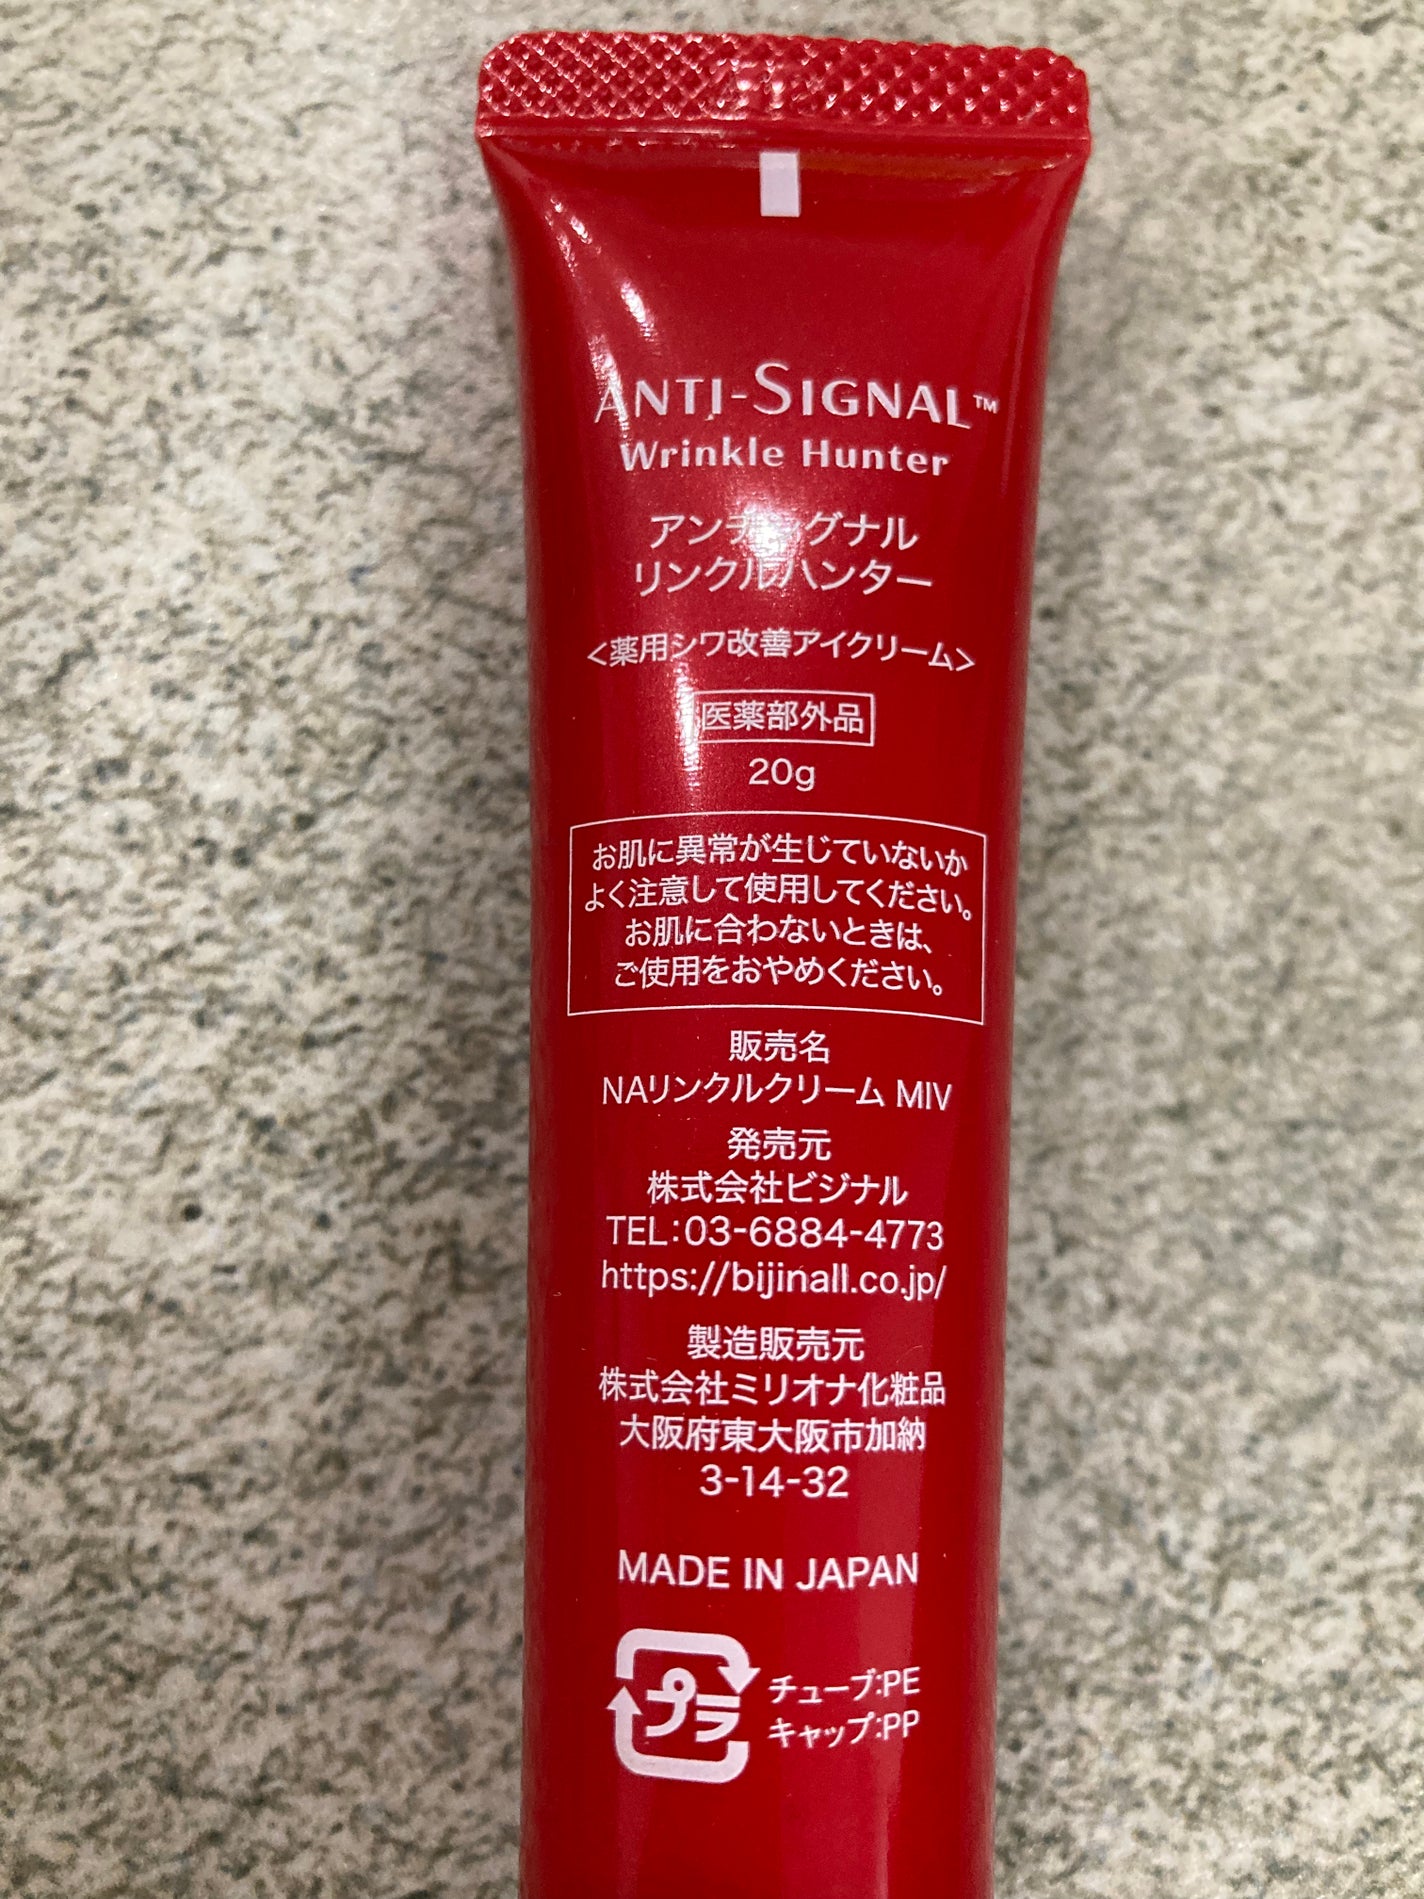 ANTI-SIGNAL™
Wrinkle Hunter
アンチシグナル
リンクルハンター
<薬用シワ改善アイクリーム>
医薬部外品
20g
お肌に異常が生じていないか
よく注意して使用してください。
お肌に合わないときは、
ご使用をおやめください。
販売名
NAリンクルクリーム MIV
発売元
株式会社ビジナル
TEL:03-6884-4773
https://bijinall.co.jp/
製造販売元
株式会社ミリオナ化粧品
大阪府東大阪市加納
3-14-32
MADE IN JAPAN
プラ
チューブ:PE
キャップ:PP